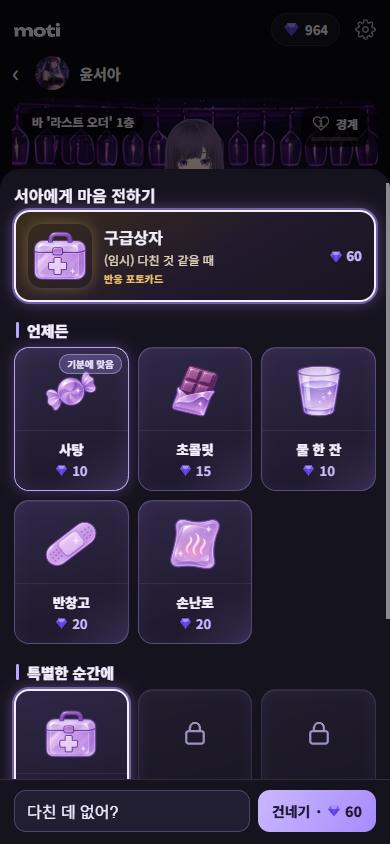 moti
964
윤서아
바 '라스트 오더' 1층
1
경계
서아에게 마음 전하기
구급상자
(임시) 다친 것 같을 때
반응 포토카드
60
언제든
기분에 맞음
사탕
10
초콜릿
15
물 한 잔
10
반창고
20
손난로
20
특별한 순간에
다친 데 없어?
건네기 · 60